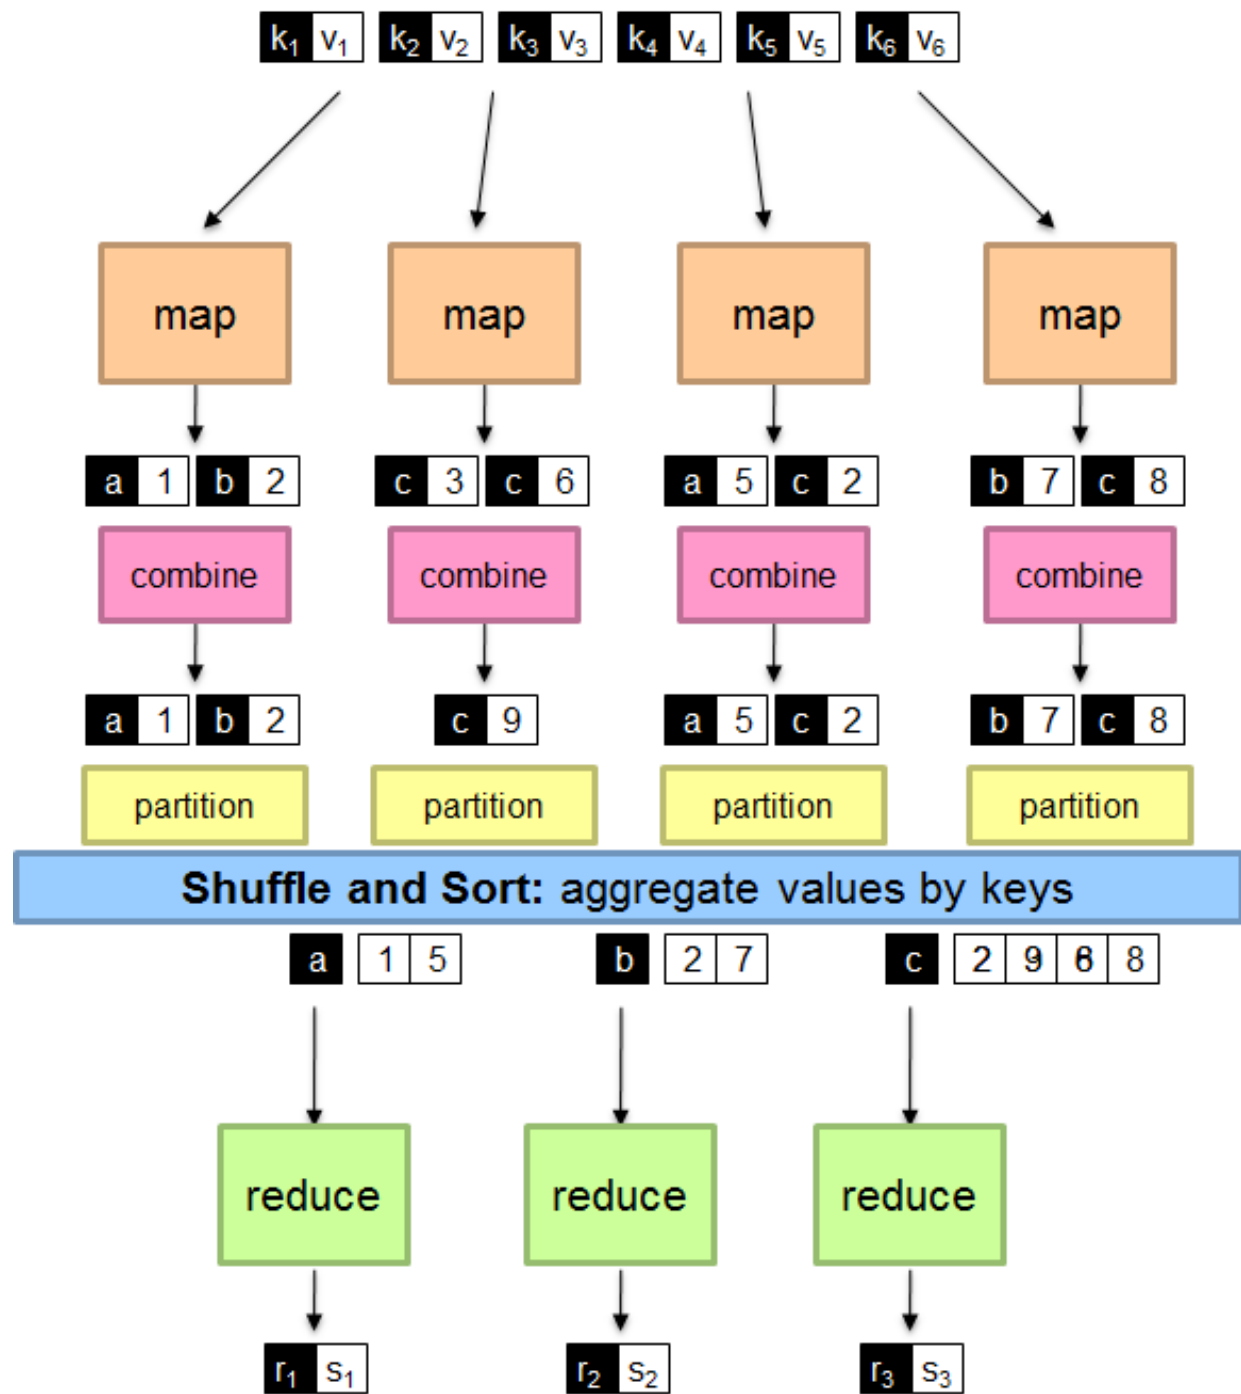 k₁ v₁ k₂ v₂ k₃ v₃ k₄ v₄ k₅ v₅ k₆ v₆
map map map map
a 1 b 2 c 3 c 6 a 5 c 2 b 7 c 8
combine combine combine combine
a 1 b 2 c 9 a 5 c 2 b 7 c 8
partition partition partition partition
Shuffle and Sort: aggregate values by keys
a 1 5 b 2 7 c 2 8
reduce reduce reduce
r₁ s₁ r₂ s₂ r₃ s₃